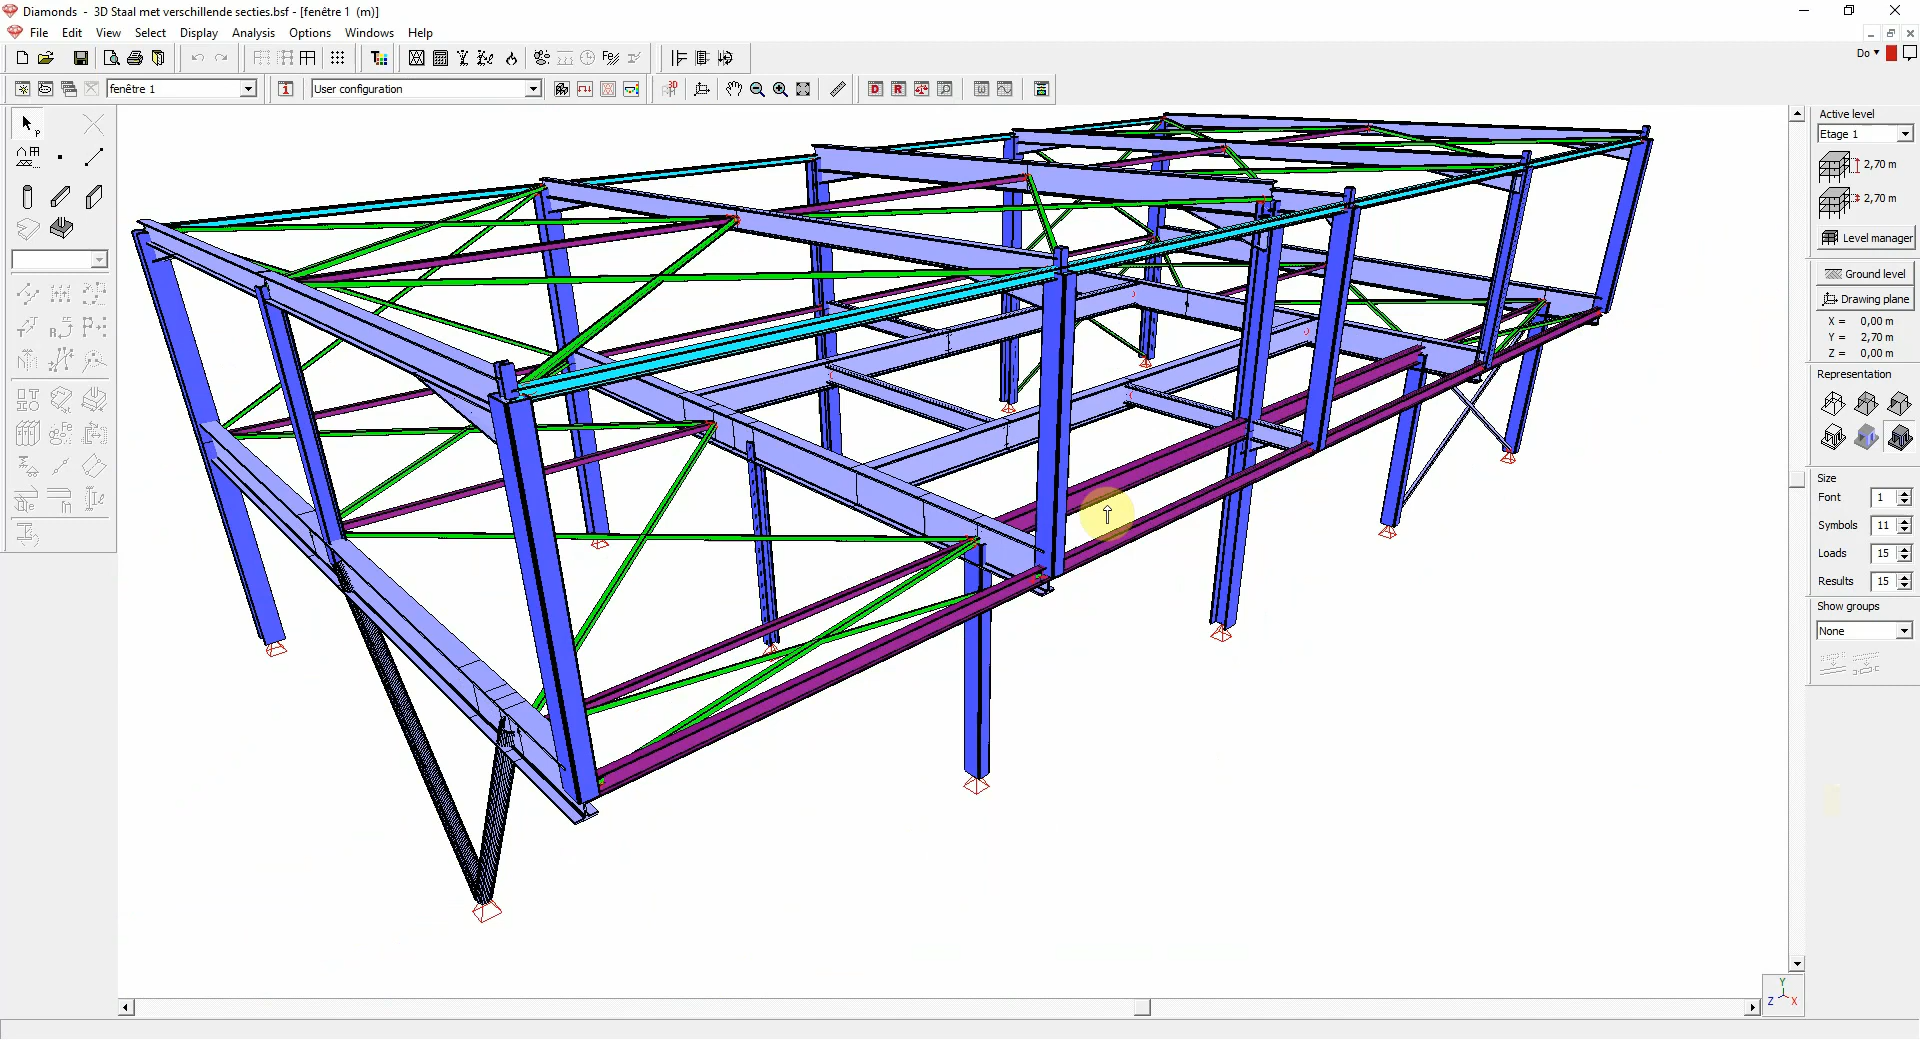 Diamonds - 3D Staal met verschillende secties.bsf - [fenêtre 1 (m)]
File Edit View Select Display Analysis Options Windows Help
Do
fenêtre 1
1
User configuration
3D
D
R
Active level
Etage 1
2,70 m
2,70 m
Level manager
Ground level
Drawing plane
X = 0,00 m
Y = 2,70 m
Z = 0,00 m
Representation
Size
Font 1
Symbols 11
Loads 15
Results 15
Show groups
None
Y
Z X